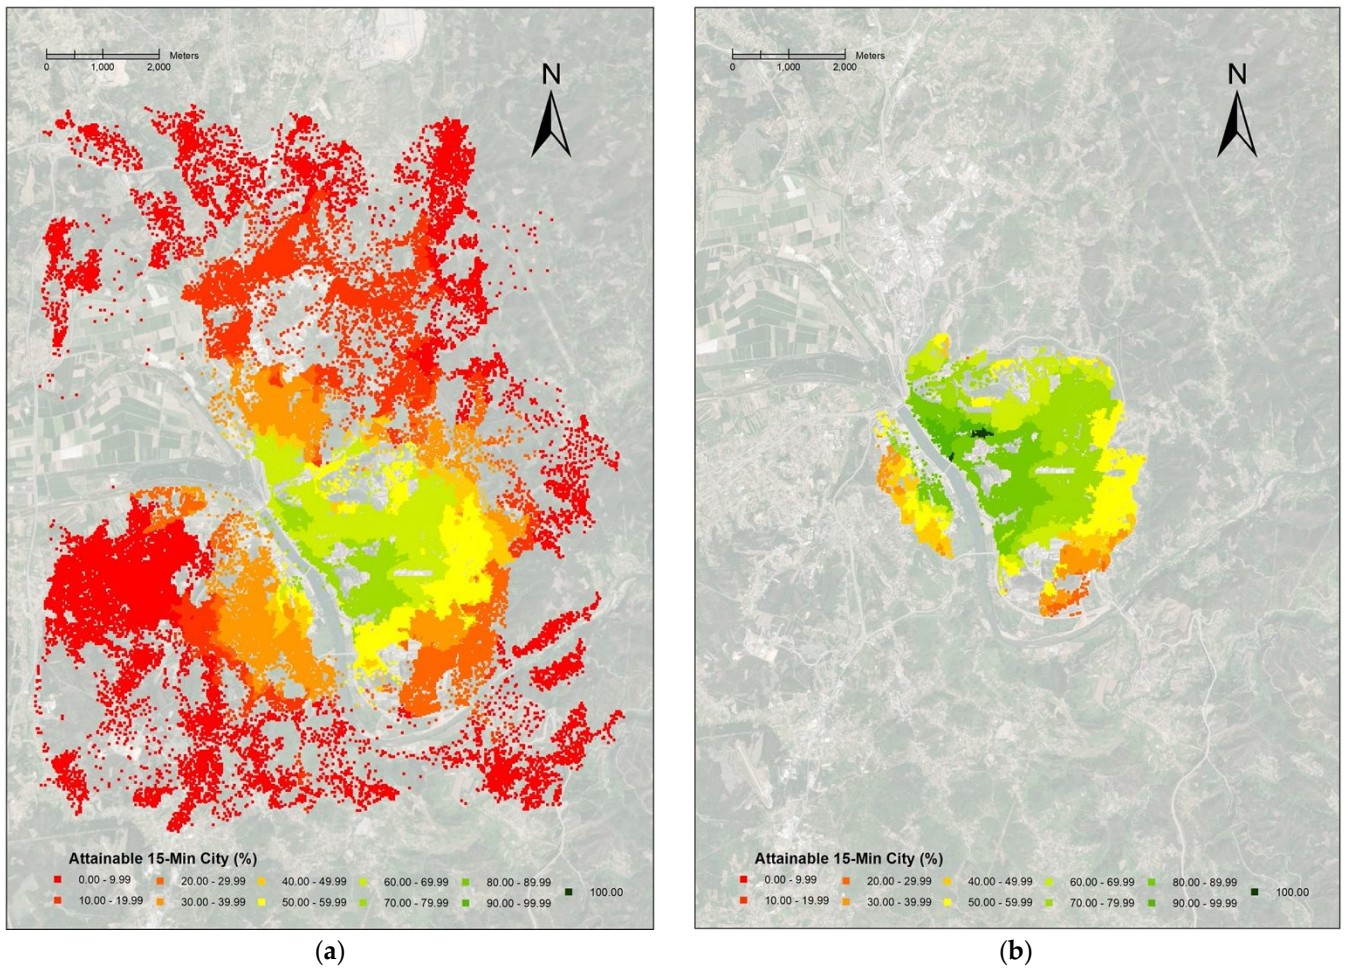 Meters
0 1,000 2,000
N
Attainable 15-Min City (%)
0.00 - 9.99 20.00 - 29.99 40.00 - 49.99 60.00 - 69.99 80.00 - 89.99 100.00
10.00 - 19.99 30.00 - 39.99 50.00 - 59.99 70.00 - 79.99 90.00 - 99.99
(a)
Meters
0 1,000 2,000
N
Attainable 15-Min City (%)
0.00 - 9.99 20.00 - 29.99 40.00 - 49.99 60.00 - 69.99 80.00 - 89.99 100.00
10.00 - 19.99 30.00 - 39.99 50.00 - 59.99 70.00 - 79.99 90.00 - 99.99
(b)